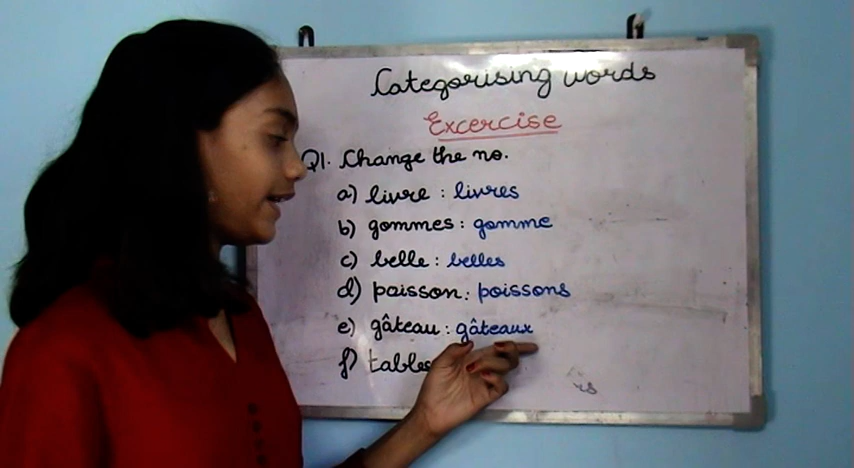 Categorising words
Excercise
Q1. Change the no.
a) livre : livres
b) gommes : gomme
c) belle : belles
d) poisson : poissons
e) gâteau : gâteaux
f) tables